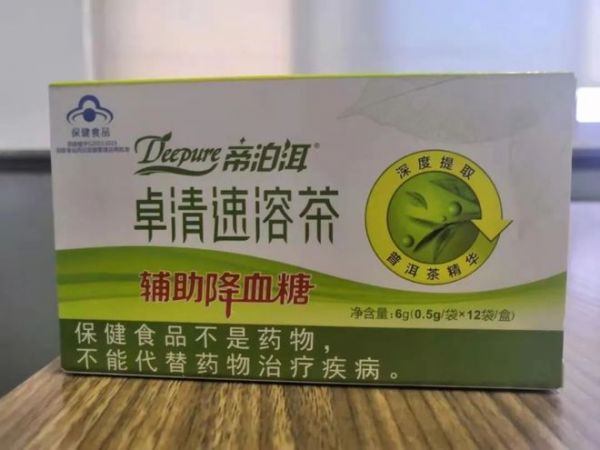 保健食品
Deepure 帝泊洱®
卓清速溶茶
深度提取
普洱茶精华
辅助降血糖
净含量：6g(0.5g/袋×12袋/盒)
保健食品不是药物，
不能代替药物治疗疾病。